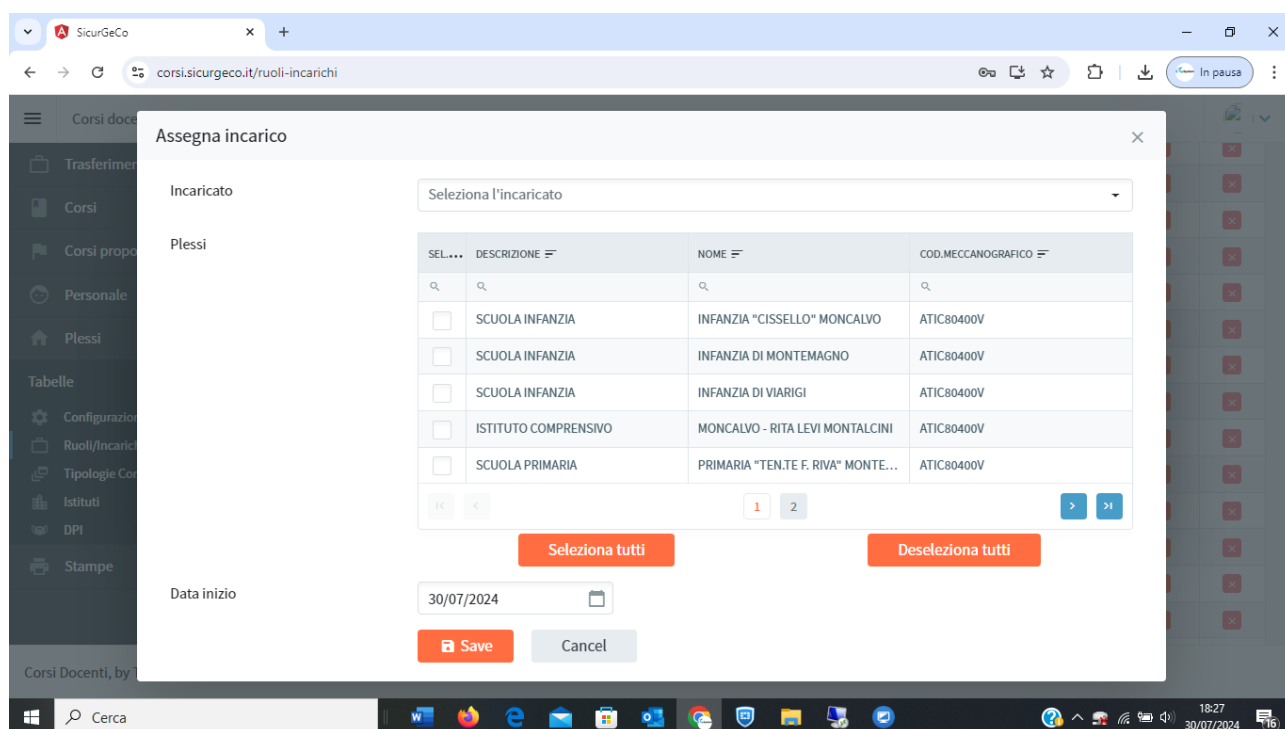 SicurGeCo
corsi.sicurgeco.it/ruoli-incarichi
In pausa
Corsi doce
Assegna incarico
Trasferimen
Corsi
Corsi propo
Personale
Plessi
Tabelle
Configurazion
Ruoli/Incarich
Tipologie Cor
Istituti
DPI
Stampe
Incaricato
Seleziona l'incaricato
Plessi
SEL.... DESCRIZIONE NOME COD.MECCANOGRAFICO
SCUOLA INFANZIA INFANZIA "CISSELLO" MONCALVO ATIC80400V
SCUOLA INFANZIA INFANZIA DI MONTEMAGNO ATIC80400V
SCUOLA INFANZIA INFANZIA DI VIARIGI ATIC80400V
ISTITUTO COMPRENSIVO MONCALVO - RITA LEVI MONTALCINI ATIC80400V
SCUOLA PRIMARIA PRIMARIA "TEN.TE F. RIVA" MONTE... ATIC80400V
1 2
Seleziona tutti Deseleziona tutti
Data inizio
30/07/2024
Save Cancel
Corsi Docenti, by
Cerca
18:27
30/07/2024
16